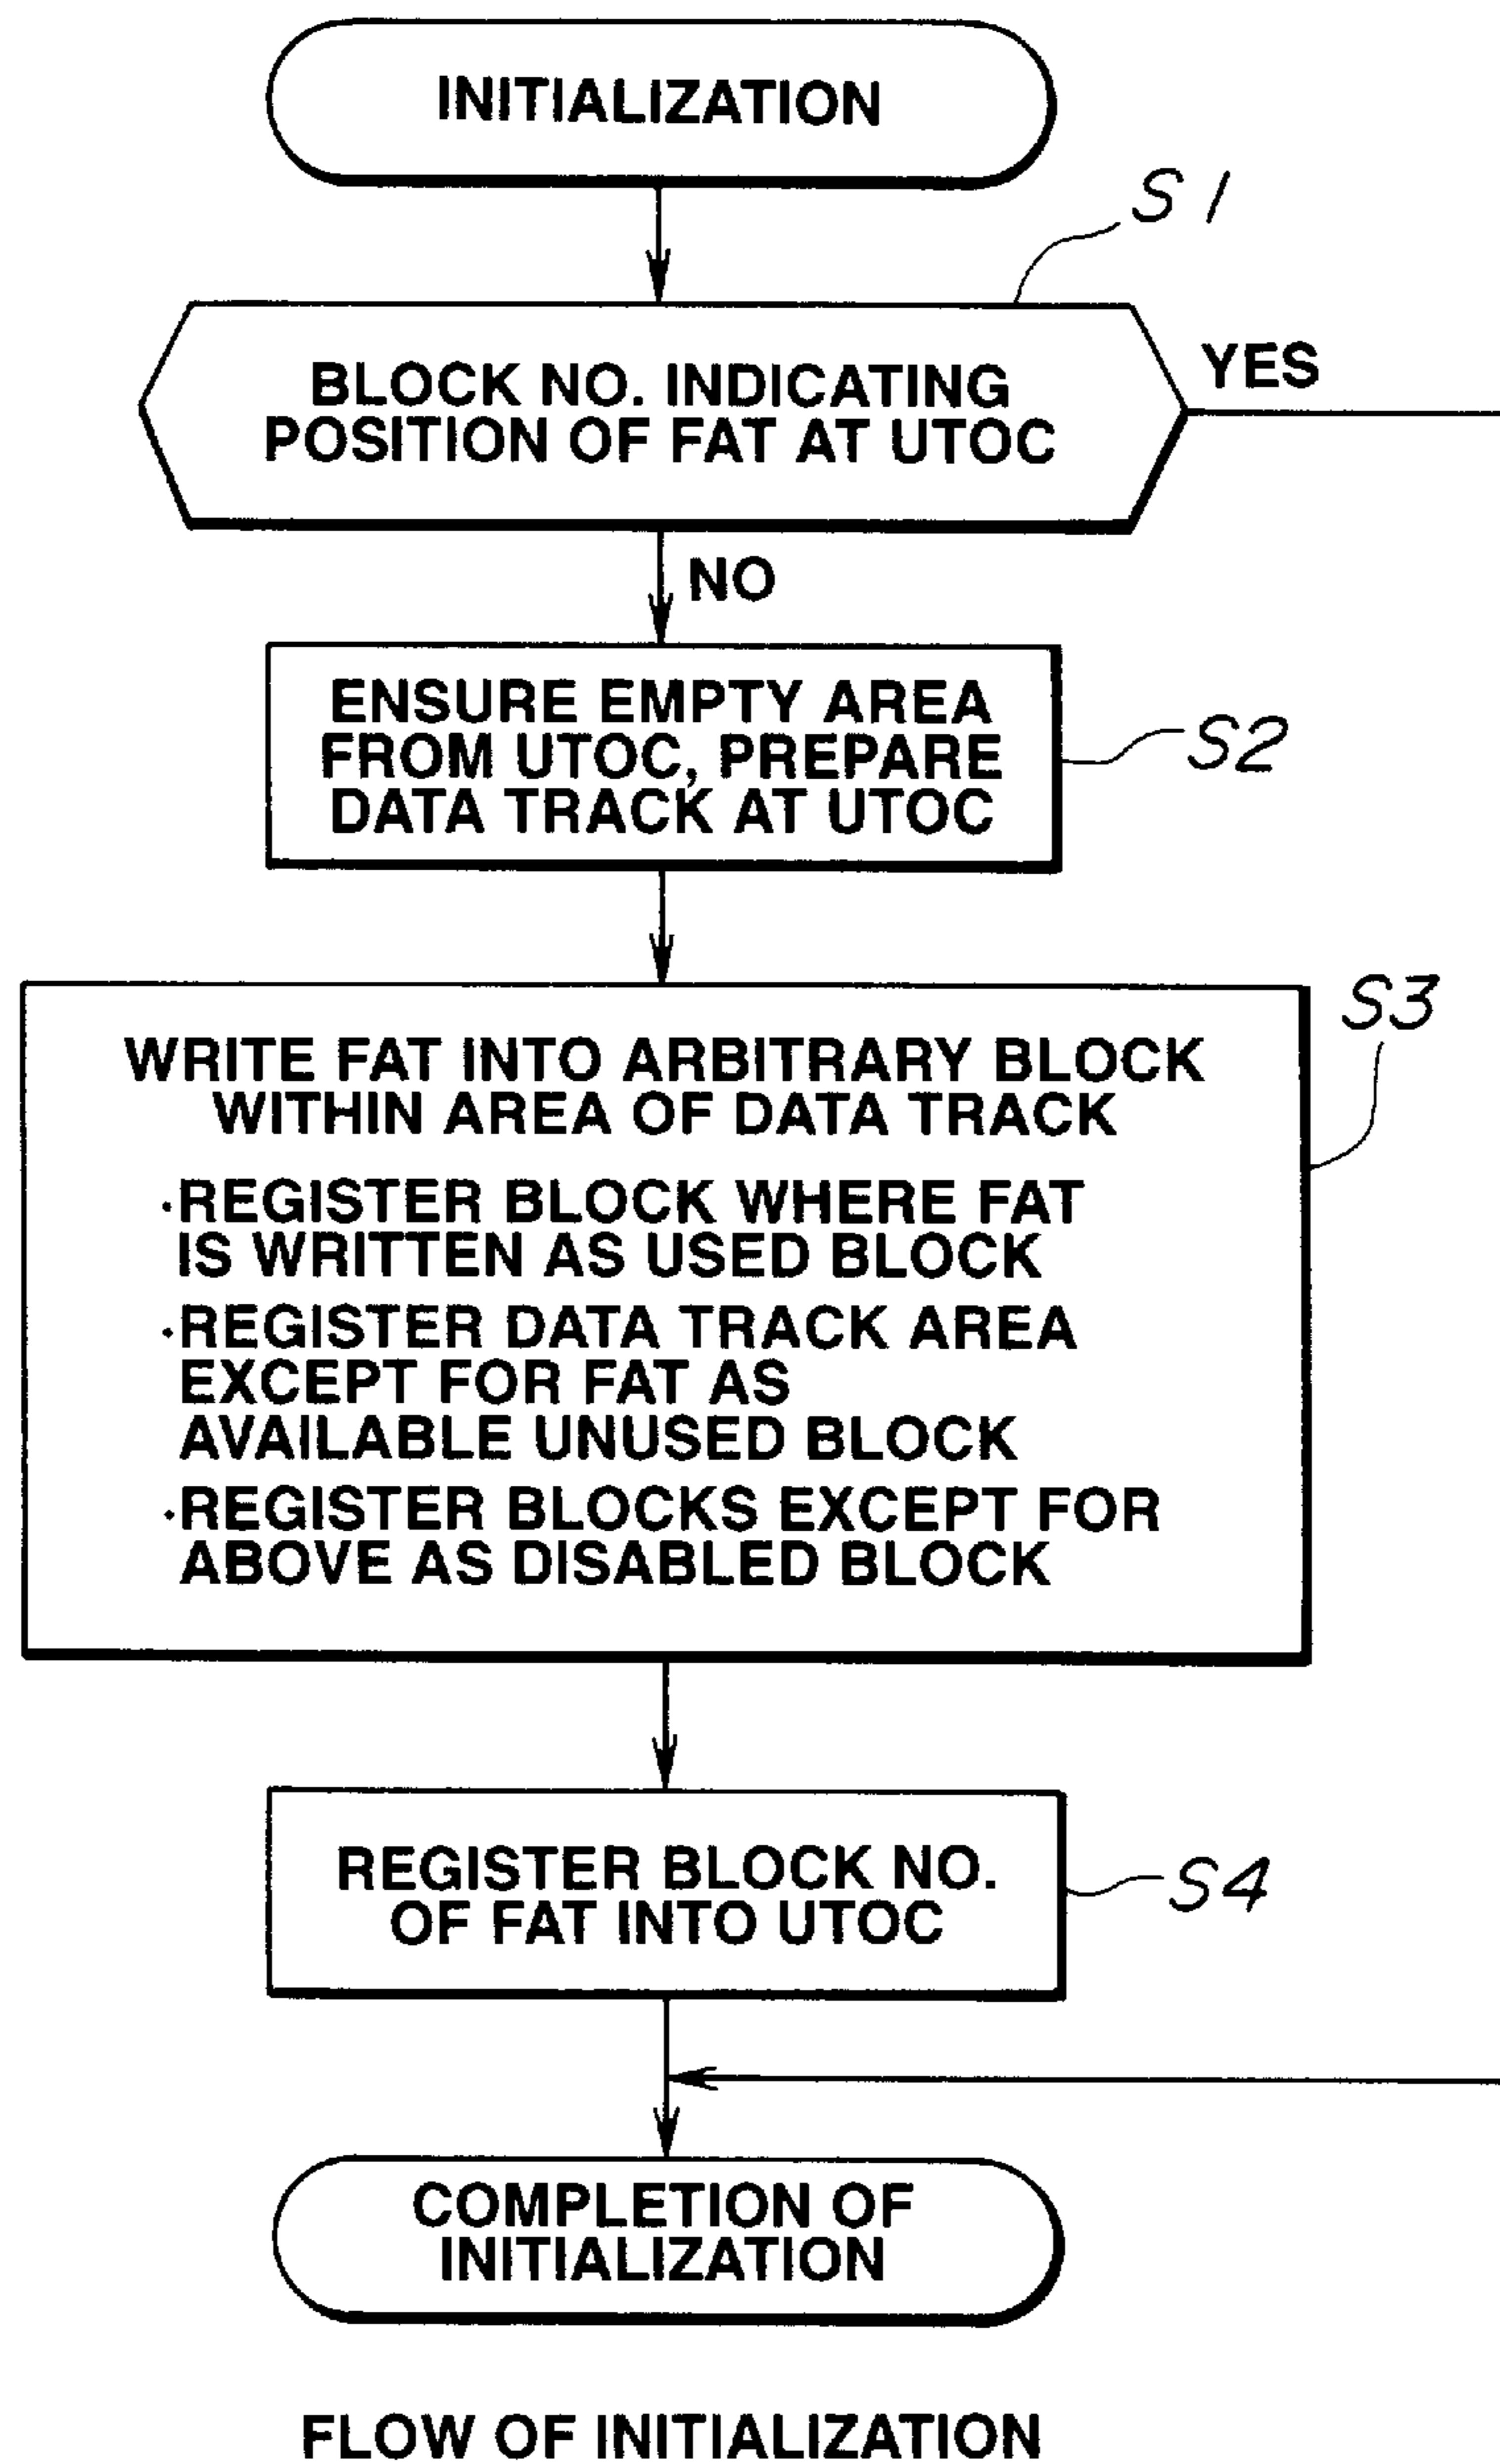 INITIALIZATION
S1
BLOCK NO. INDICATING
POSITION OF FAT AT UTOC
YES
NO
ENSURE EMPTY AREA
FROM UTOC, PREPARE
DATA TRACK AT UTOC
S2
S3
WRITE FAT INTO ARBITRARY BLOCK
WITHIN AREA OF DATA TRACK
·REGISTER BLOCK WHERE FAT
IS WRITTEN AS USED BLOCK
·REGISTER DATA TRACK AREA
EXCEPT FOR FAT AS
AVAILABLE UNUSED BLOCK
·REGISTER BLOCKS EXCEPT FOR
ABOVE AS DISABLED BLOCK
REGISTER BLOCK NO.
OF FAT INTO UTOC
S4
COMPLETION OF
INITIALIZATION
FLOW OF INITIALIZATION